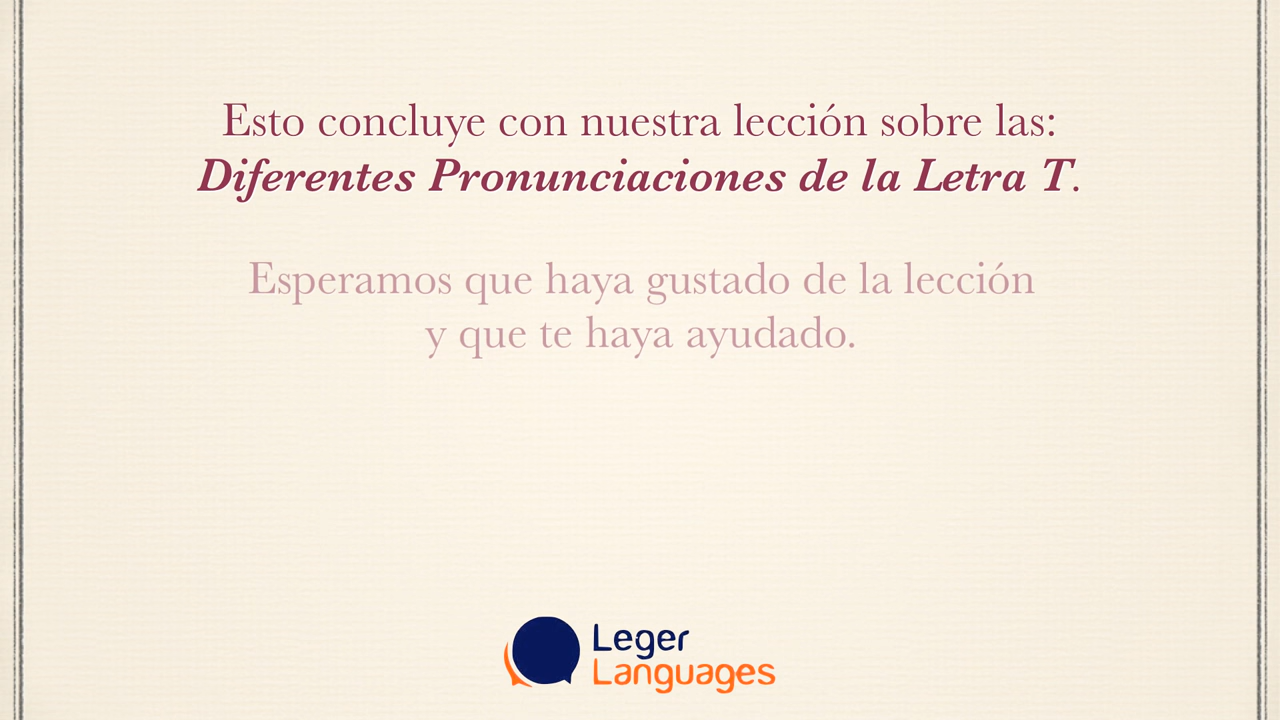 Esto concluye con nuestra lección sobre las:
Diferentes Pronunciaciones de la Letra T.
Esperamos que haya gustado de la lección
y que te haya ayudado.
Leger
Languages